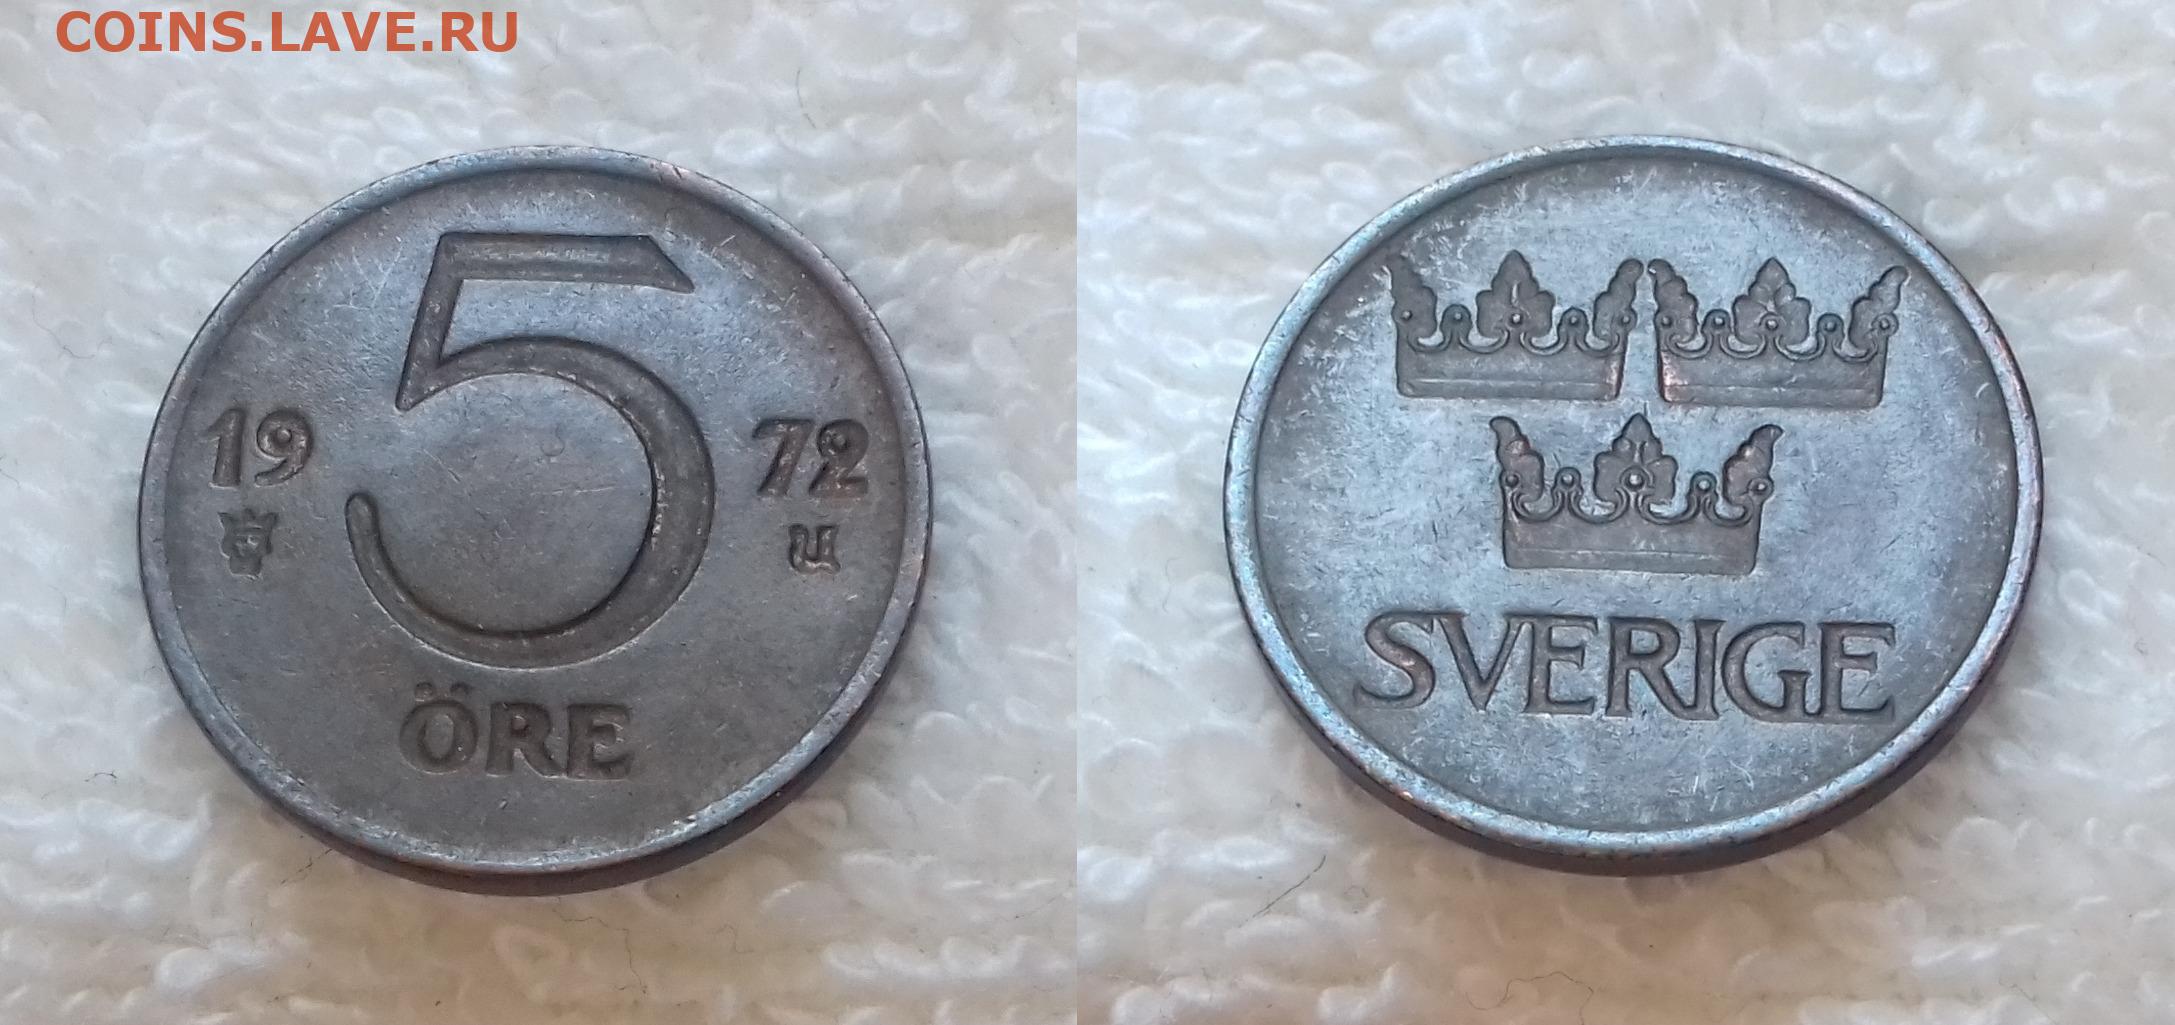 COINS.LAVE.RU
5
19 72
U
ÖRE
SVERIGE